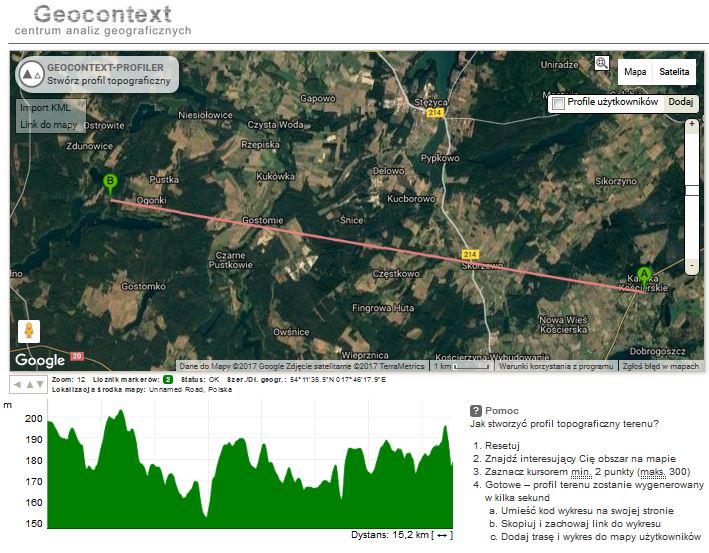 Geocontext
centrum analiz geograficznych
GEOCONTEXT-PROFILER
Stwórz profil topograficzny
Import KML
Link do mapy
Mapa
Satelita
Profile użytkowników
Dodaj
+
-
Uniradze
Gapowo
Stężyca
214
Niesiołowice
Czysta Woda
Ostrowite
Zdunowice
Rzepiska
Pypkowo
Delowo
Pustka
Kukówka
Sikorzyno
B
Ogonki
Kucborowo
Gostomie
Śnice
Czarne
Pustkowie
214
Skorzewo
A
Kościerskie
Częstkowo
Gostomko
Fingrowa Huta
Nowa Wieś
Kościerska
Owśnice
Dobrogoszcz
Wieprznica
Kościerzyna-Wybudowanie
20
Google
Dane do Mapy ©2017 Google Zdjęcie satelitarne ©2017 TerraMetrics
1 km
Warunki korzystania z programu
Zgłoś błąd w mapach
Zoom: 12 Licznik markerów: 2 Status: OK Szer./Dł. geogr.: 54°11'35.5"N 017°46'17.9"E
Lokalizacja środka mapy: Unnamed Road, Polska
m
200
190
180
170
160
150
Dystans: 15,2 km [ ↔ ]
? Pomoc
Jak stworzyć profil topograficzny terenu?
1. Resetuj
2. Znajdź interesujący Cię obszar na mapie
3. Zaznacz kursorem min. 2 punkty (maks. 300)
4. Gotowe – profil terenu zostanie wygenerowany
w kilka sekund
a. Umieść kod wykresu na swojej stronie
b. Skopiuj i zachowaj link do wykresu
c. Dodaj trasę i wykres do mapy użytkowników